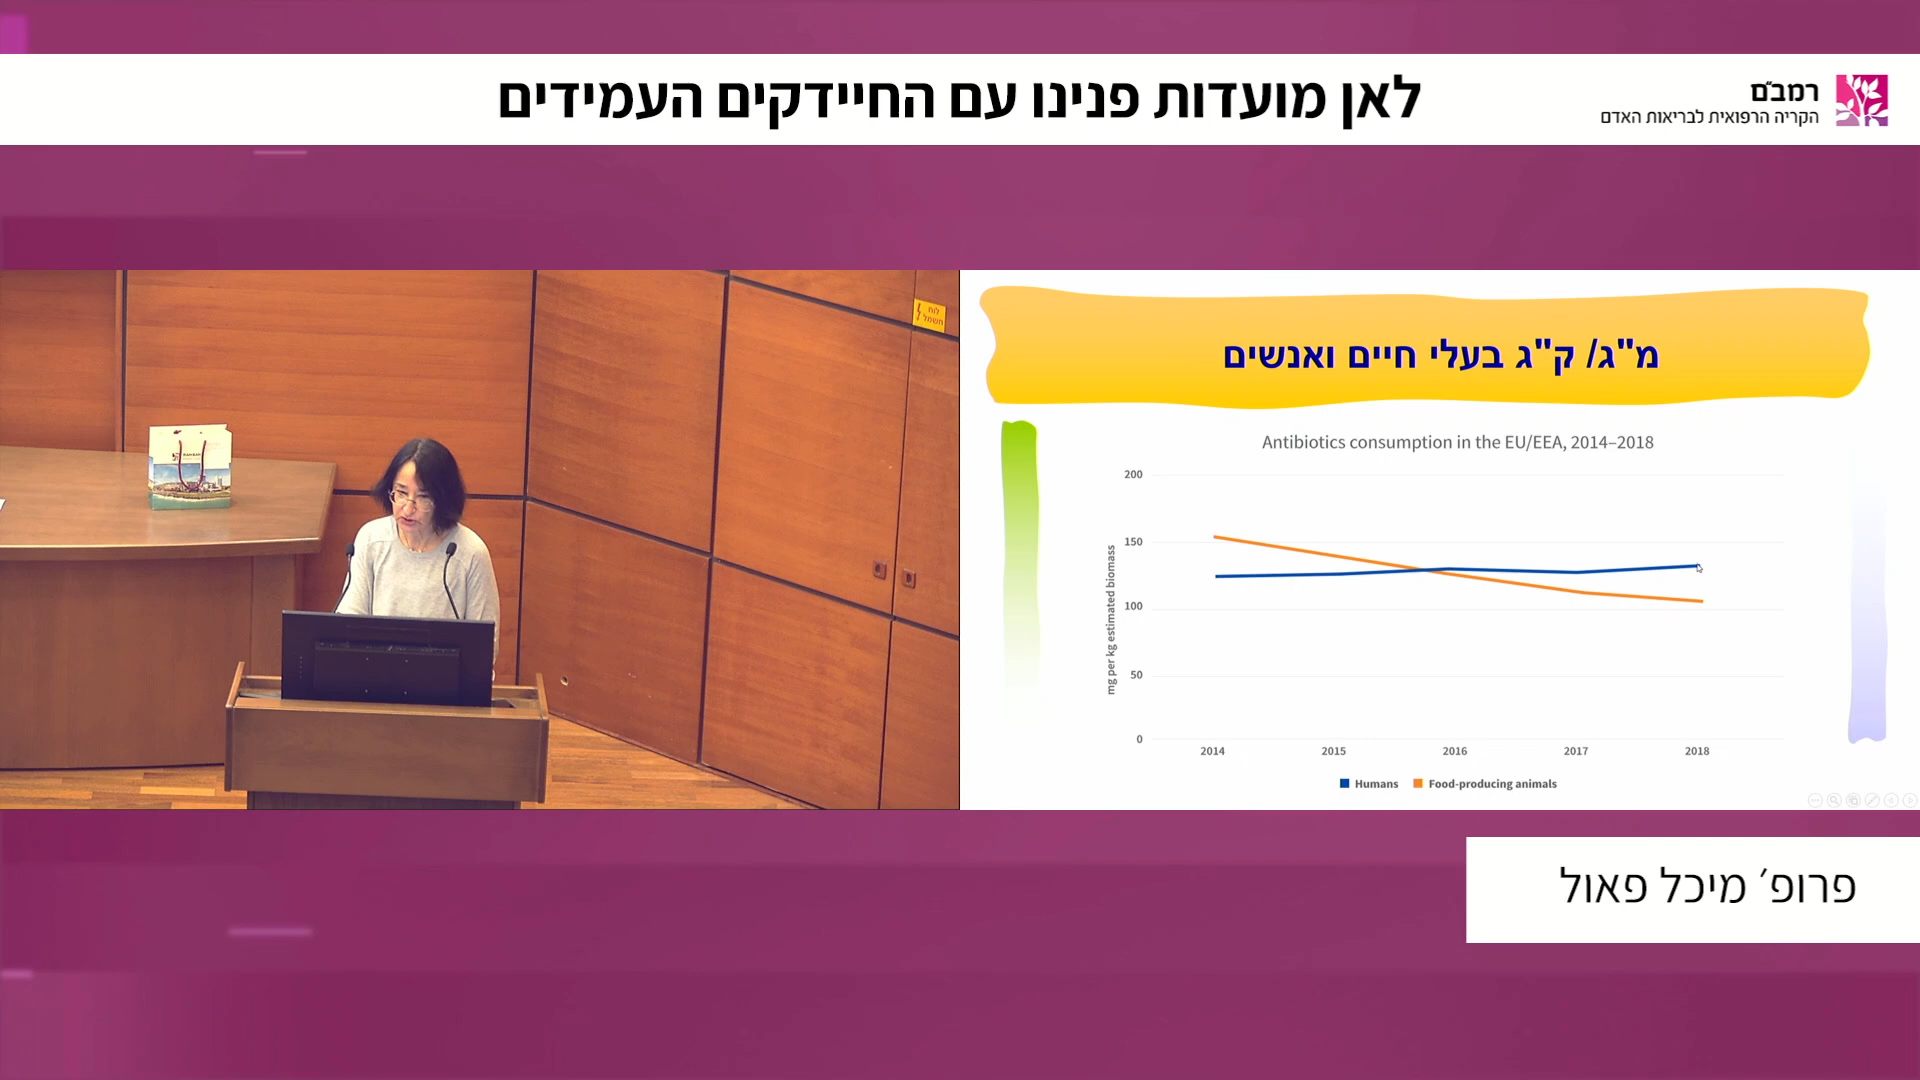 לאן מועדות פנינו עם החיידקים העמידים
רמב"ם
הקריה הרפואית לבריאות האדם
לוח
חשמל
מ"ג/ ק"ג בעלי חיים ואנשים
Antibiotics consumption in the EU/EEA, 2014–2018
mg per kg estimated biomass
200
150
100
50
0
2014 2015 2016 2017 2018
Humans Food-producing animals
פרופ׳ מיכל פאול